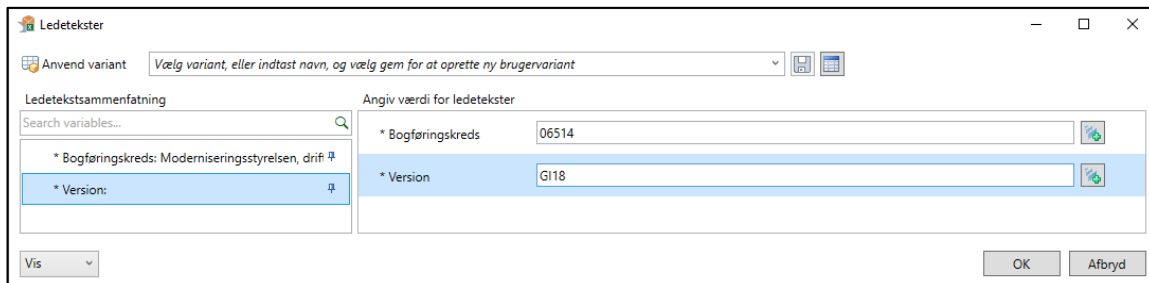 Ledetekster
Anvend variant
Vælg variant, eller indtast navn, og vælg gem for at oprette ny brugervariant
Ledetekstsammenfatning
Search variables...
* Bogføringskreds: Moderniseringsstyrelsen, drift
* Version:
Angiv værdi for ledetekster
* Bogføringskreds 06514
* Version GI18
Vis
OK
Afbryd